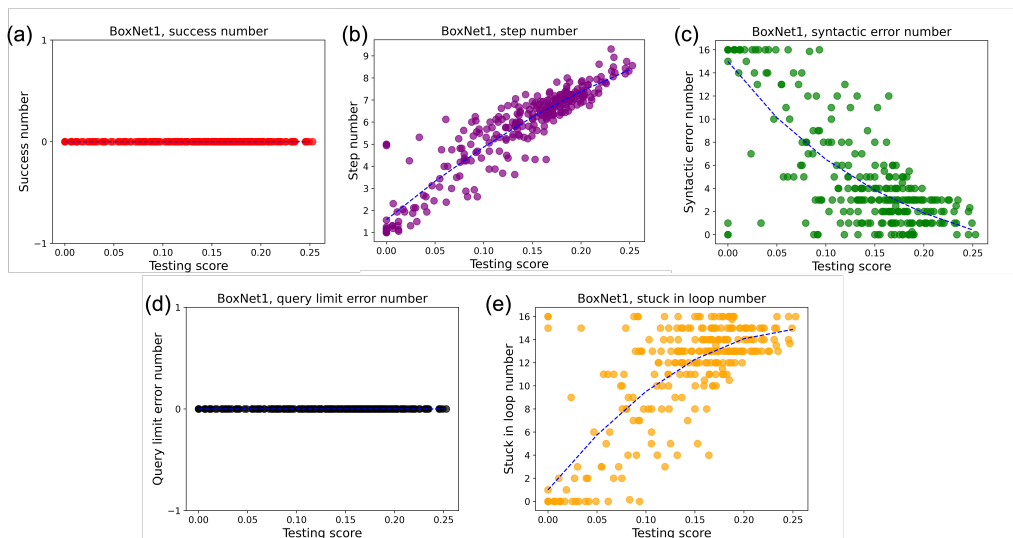 (a)
BoxNet1, success number
Success number
1
0
−1
0.00 0.05 0.10 0.15 0.20 0.25
Testing score
(b)
BoxNet1, step number
Step number
9
8
7
6
5
4
3
2
1
0.00 0.05 0.10 0.15 0.20 0.25
Testing score
(c)
BoxNet1, syntactic error number
Syntactic error number
16
14
12
10
8
6
4
2
0
0.00 0.05 0.10 0.15 0.20 0.25
Testing score
(d)
BoxNet1, query limit error number
Query limit error number
1
0
−1
0.00 0.05 0.10 0.15 0.20 0.25
Testing score
(e)
BoxNet1, stuck in loop number
Stuck in loop number
16
14
12
10
8
6
4
2
0
0.00 0.05 0.10 0.15 0.20 0.25
Testing score